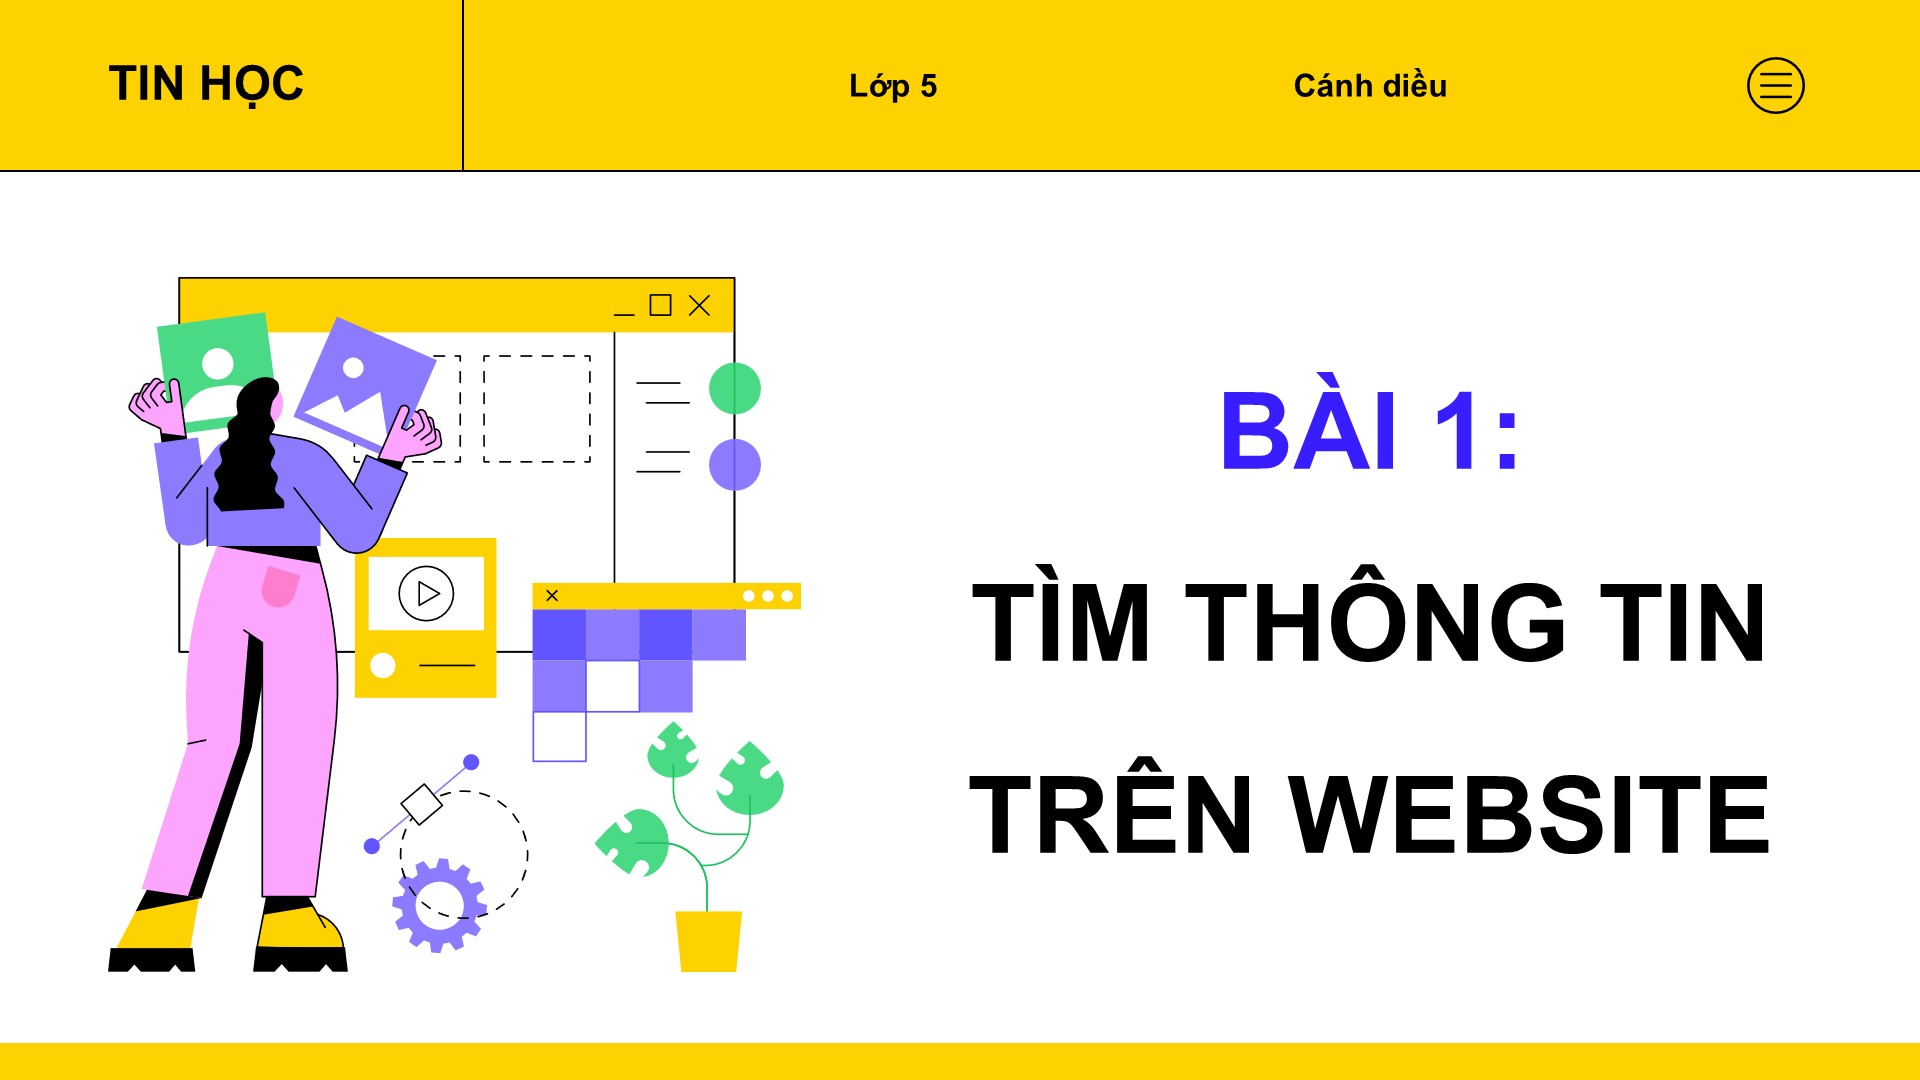 TIN HỌC
Lớp 5
Cánh diều
BÀI 1:
TÌM THÔNG TIN
TRÊN WEBSITE